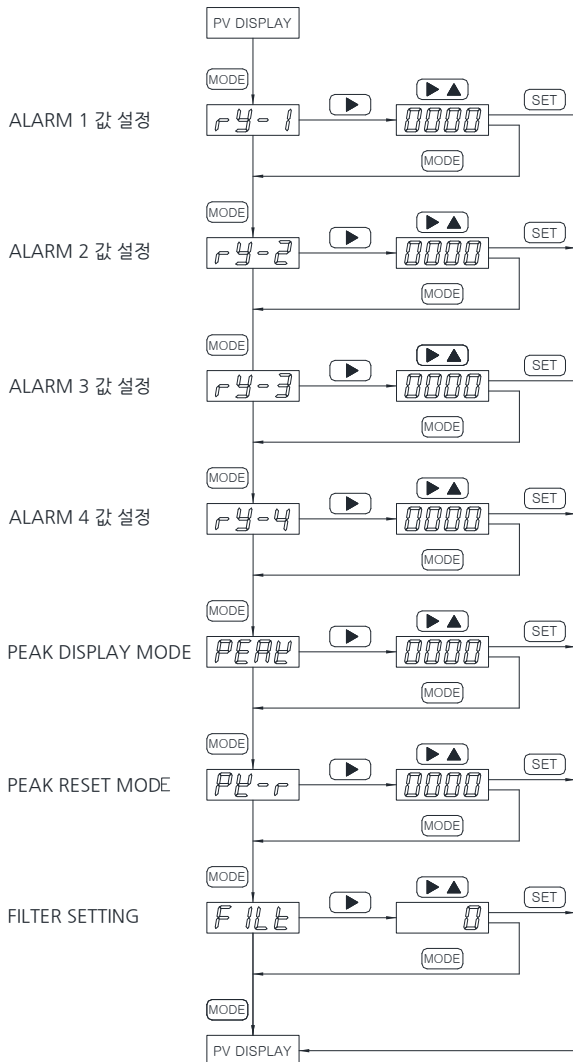 PV DISPLAY
MODE
ALARM 1 값 설정
ry-1
0000
SET
MODE
MODE
ALARM 2 값 설정
ry-2
0000
SET
MODE
MODE
ALARM 3 값 설정
ry-3
0000
SET
MODE
MODE
ALARM 4 값 설정
ry-4
0000
SET
MODE
MODE
PEAK DISPLAY MODE
PEAK
0000
SET
MODE
MODE
PEAK RESET MODE
PK-r
0000
SET
MODE
MODE
FILTER SETTING
FILt
0
SET
MODE
MODE
PV DISPLAY